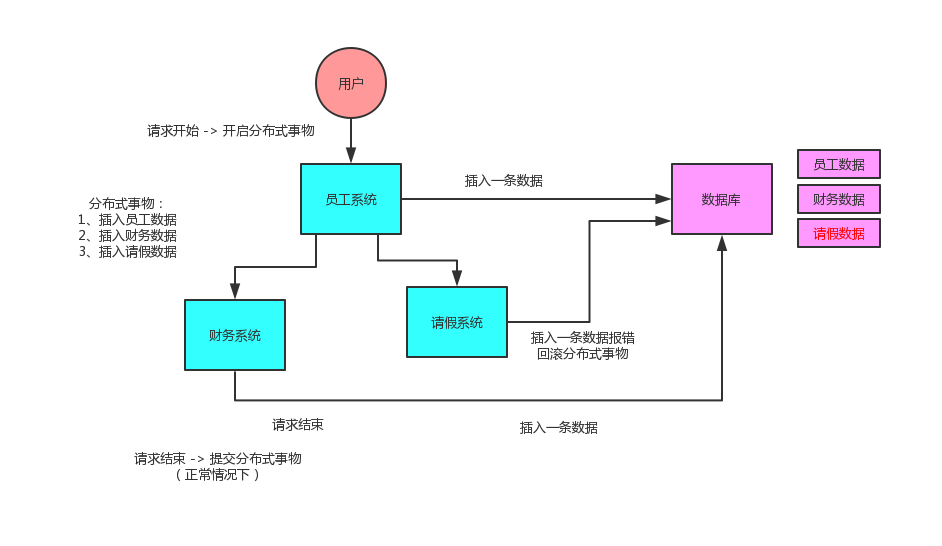 用户
请求开始 -> 开启分布式事物
员工系统
插入一条数据
数据库
员工数据
财务数据
请假数据
分布式事物：
1、插入员工数据
2、插入财务数据
3、插入请假数据
财务系统
请假系统
插入一条数据报错
回滚分布式事物
请求结束
插入一条数据
请求结束 -> 提交分布式事物
（正常情况下）